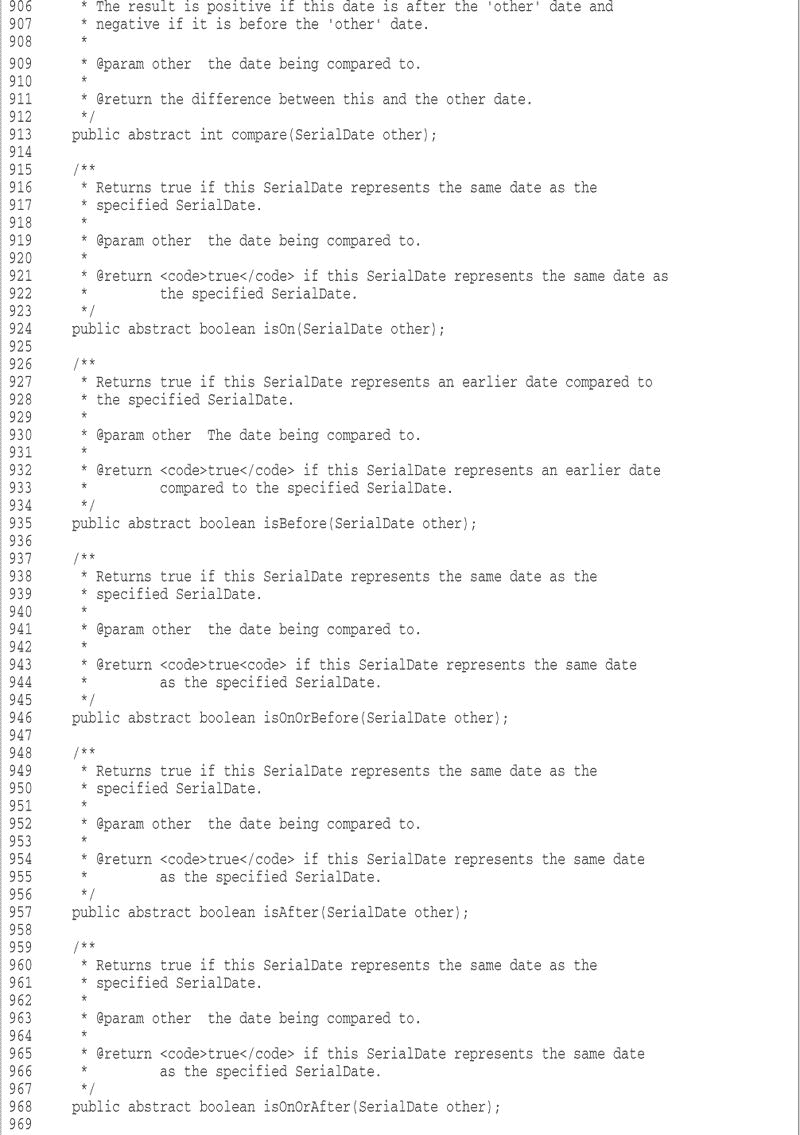 906      * The result is positive if this date is after the 'other' date and
907      * negative if it is before the 'other' date.
908      *
909      * @param other  the date being compared to.
910      *
911      * @return the difference between this and the other date.
912      */
913     public abstract int compare(SerialDate other);
914
915     /**
916      * Returns true if this SerialDate represents the same date as the
917      * specified SerialDate.
918      *
919      * @param other  the date being compared to.
920      *
921      * @return <code>true</code> if this SerialDate represents the same date as
922      *         the specified SerialDate.
923      */
924     public abstract boolean isOn(SerialDate other);
925
926     /**
927      * Returns true if this SerialDate represents an earlier date compared to
928      * the specified SerialDate.
929      *
930      * @param other  The date being compared to.
931      *
932      * @return <code>true</code> if this SerialDate represents an earlier date
933      *         compared to the specified SerialDate.
934      */
935     public abstract boolean isBefore(SerialDate other);
936
937     /**
938      * Returns true if this SerialDate represents the same date as the
939      * specified SerialDate.
940      *
941      * @param other  the date being compared to.
942      *
943      * @return <code>true<code> if this SerialDate represents the same date
944      *         as the specified SerialDate.
945      */
946     public abstract boolean isOnOrBefore(SerialDate other);
947
948     /**
949      * Returns true if this SerialDate represents the same date as the
950      * specified SerialDate.
951      *
952      * @param other  the date being compared to.
953      *
954      * @return <code>true</code> if this SerialDate represents the same date
955      *         as the specified SerialDate.
956      */
957     public abstract boolean isAfter(SerialDate other);
958
959     /**
960      * Returns true if this SerialDate represents the same date as the
961      * specified SerialDate.
962      *
963      * @param other  the date being compared to.
964      *
965      * @return <code>true</code> if this SerialDate represents the same date
966      *         as the specified SerialDate.
967      */
968     public abstract boolean isOnOrAfter(SerialDate other);
969